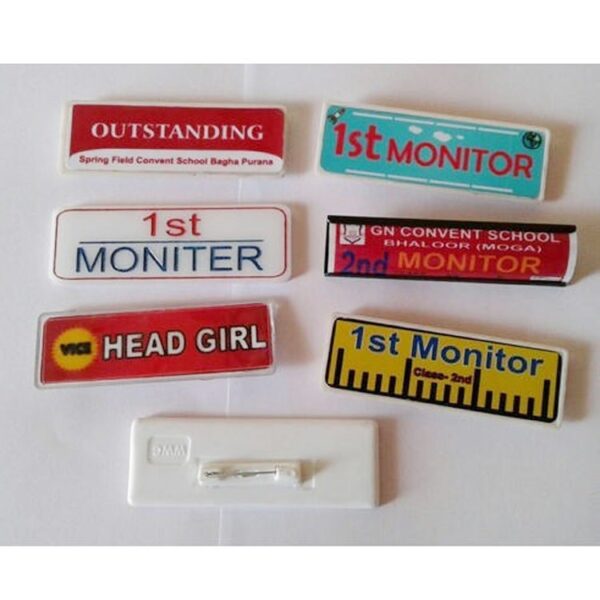 OUTSTANDING
Spring Field Convent School Bagha Purana
1st MONITOR
1st
MONITER
GN CONVENT SCHOOL
BHALOOR (MOGA)
2nd MONITOR
VICE HEAD GIRL
1st Monitor
Class- 2nd